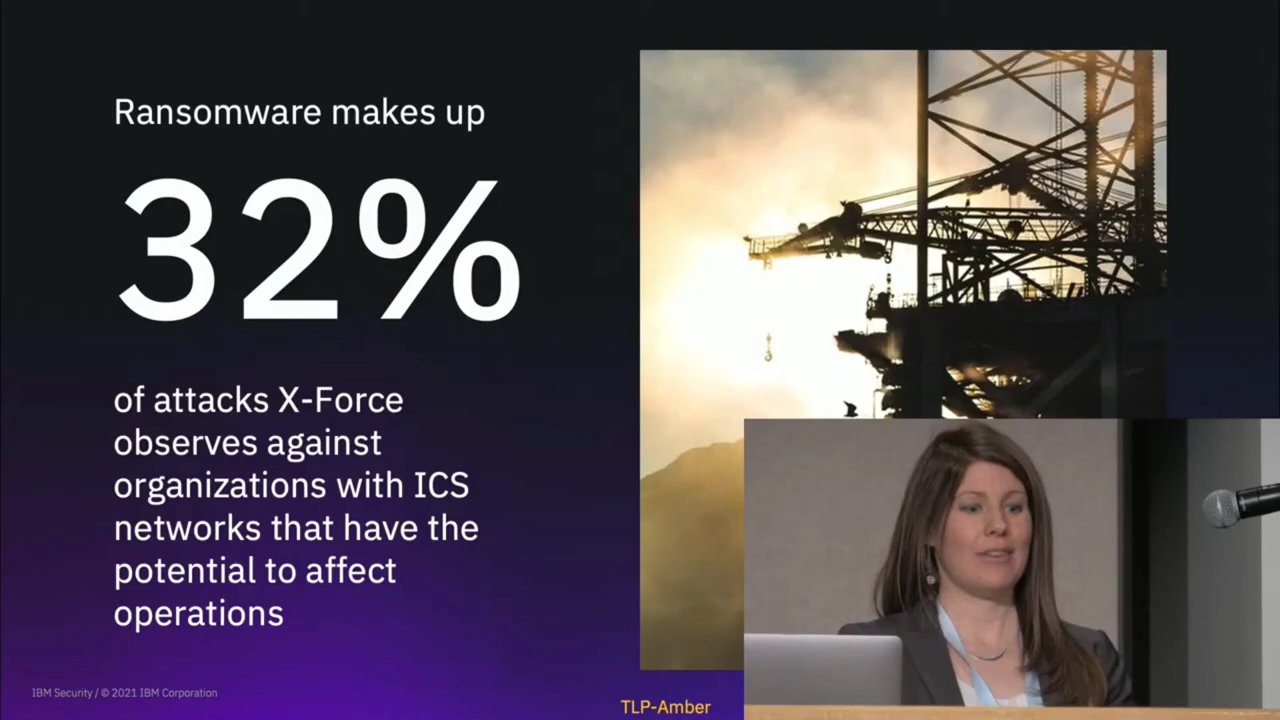 Ransomware makes up
32%
of attacks X-Force
observes against
organizations with ICS
networks that have the
potential to affect
operations
IBM Security / © 2021 IBM Corporation
TLP-Amber